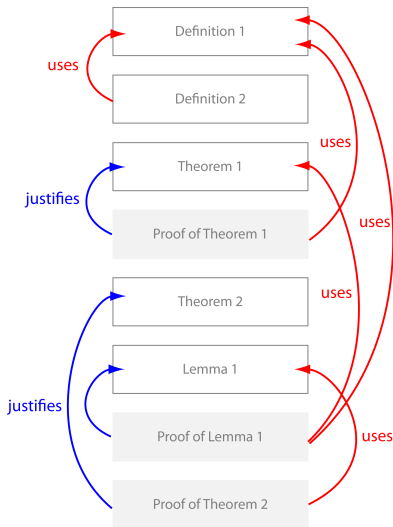 Definition 1
uses
Definition 2
uses
Theorem 1
justifies
uses
Proof of Theorem 1
uses
Theorem 2
Lemma 1
justifies
Proof of Lemma 1
uses
Proof of Theorem 2